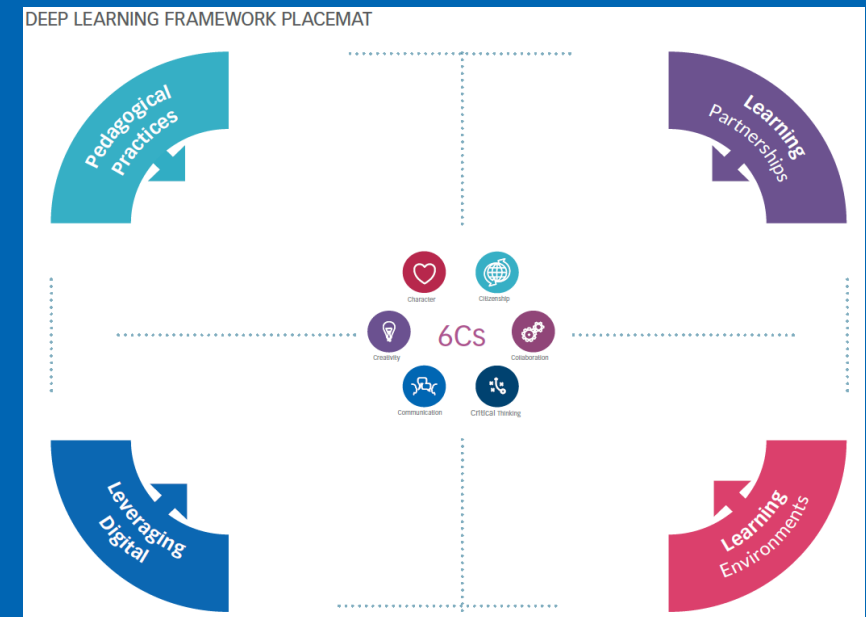 DEEP LEARNING FRAMEWORK PLACEMAT
Pedagogical
Practices
Learning
Partnerships
Character
Citizenship
Creativity
6Cs
Collaboration
Communication
Critical Thinking
Leveraging
Digital
Learning
Environments